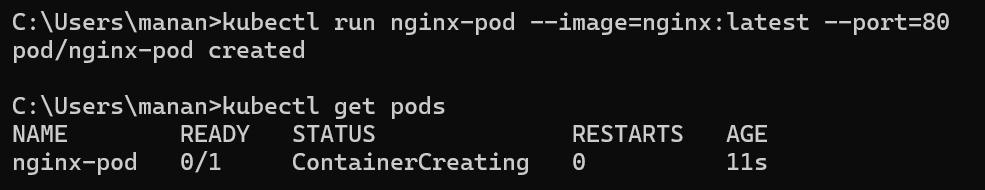 C:\Users\manan>kubectl run nginx-pod --image=nginx:latest --port=80
pod/nginx-pod created
C:\Users\manan>kubectl get pods
NAME READY STATUS RESTARTS AGE
nginx-pod 0/1 ContainerCreating 0 11s